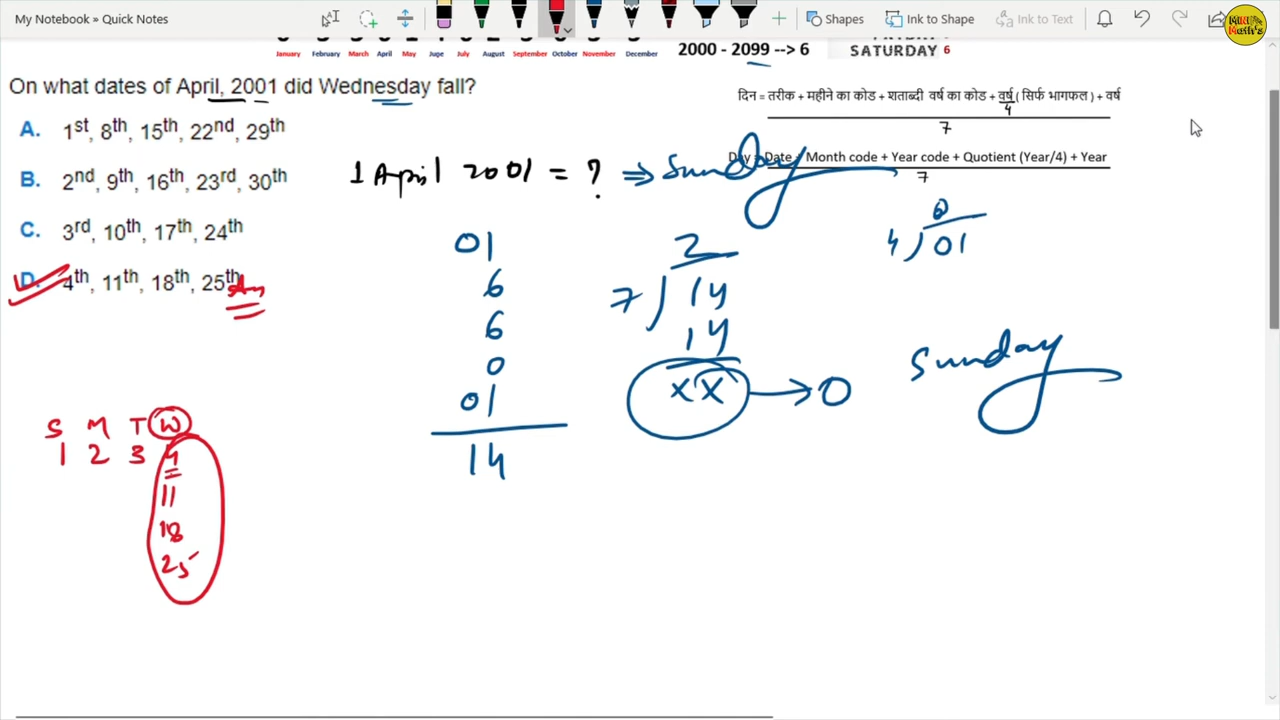 My Notebook » Quick Notes
Shapes
Ink to Shape
Ink to Text
MINI Math's
January February March April May June July August September October November December
2000 - 2099 --> 6
SATURDAY 6
On what dates of April, 2001 did Wednesday fall?
A. 1st, 8th, 15th, 22nd, 29th
B. 2nd, 9th, 16th, 23rd, 30th
C. 3rd, 10th, 17th, 24th
D. 4th, 11th, 18th, 25th Ans
दिन = तारीक + महीने का कोड + शताब्दी वर्ष का कोड + वर्ष/4 ( सिर्फ भागफल ) + वर्ष
7
Day = Date + Month code + Year code + Quotient (Year/4) + Year
7
1 April 2001 = ? ⇒ Sunday
01
6
6
0
01
14
2
7 ) 14
14
x x → 0
0
4 ) 01
Sunday
S M T W
1 2 3 4
11
18
25